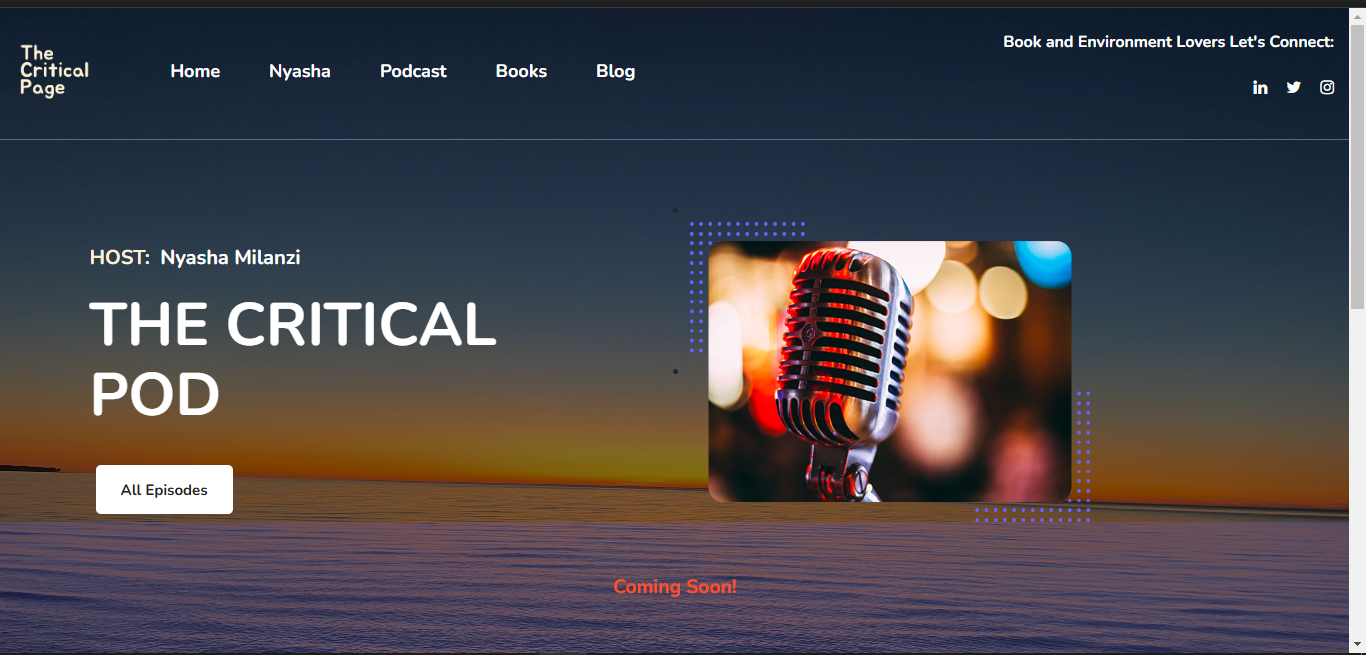 The
Critical
Page
Home Nyasha Podcast Books Blog
Book and Environment Lovers Let's Connect:
HOST: Nyasha Milanzi
THE CRITICAL
POD
All Episodes
Coming Soon!